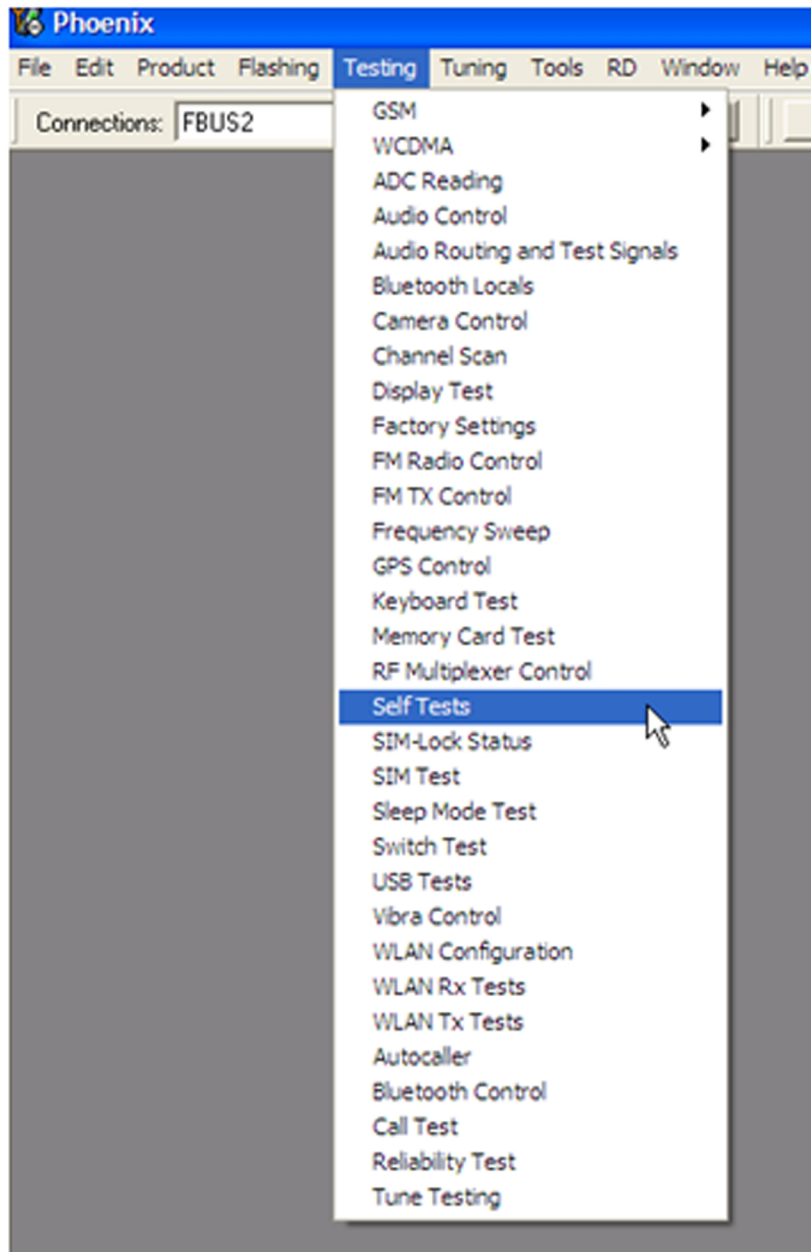 Phoenix
File Edit Product Flashing Testing Tuning Tools RD Window Help
Connections: FBUS2
GSM
WCDMA
ADC Reading
Audio Control
Audio Routing and Test Signals
Bluetooth Locals
Camera Control
Channel Scan
Display Test
Factory Settings
FM Radio Control
FM TX Control
Frequency Sweep
GPS Control
Keyboard Test
Memory Card Test
RF Multiplexer Control
Self Tests
SIM-Lock Status
SIM Test
Sleep Mode Test
Switch Test
USB Tests
Vibra Control
WLAN Configuration
WLAN Rx Tests
WLAN Tx Tests
Autocaller
Bluetooth Control
Call Test
Reliability Test
Tune Testing